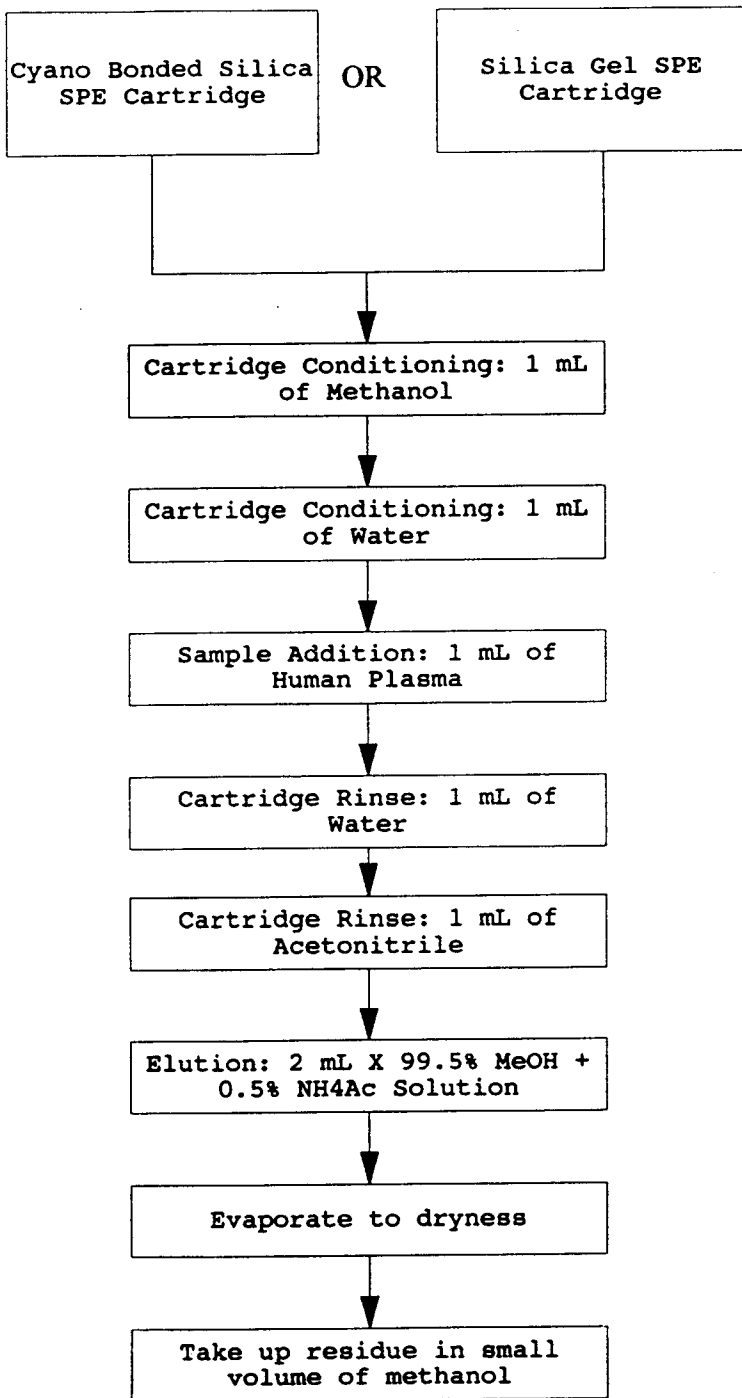 Cyano Bonded Silica
SPE Cartridge
OR
Silica Gel SPE
Cartridge
Cartridge Conditioning: 1 mL
of Methanol
Cartridge Conditioning: 1 mL
of Water
Sample Addition: 1 mL of
Human Plasma
Cartridge Rinse: 1 mL of
Water
Cartridge Rinse: 1 mL of
Acetonitrile
Elution: 2 mL X 99.5% MeOH +
0.5% NH4Ac Solution
Evaporate to dryness
Take up residue in small
volume of methanol